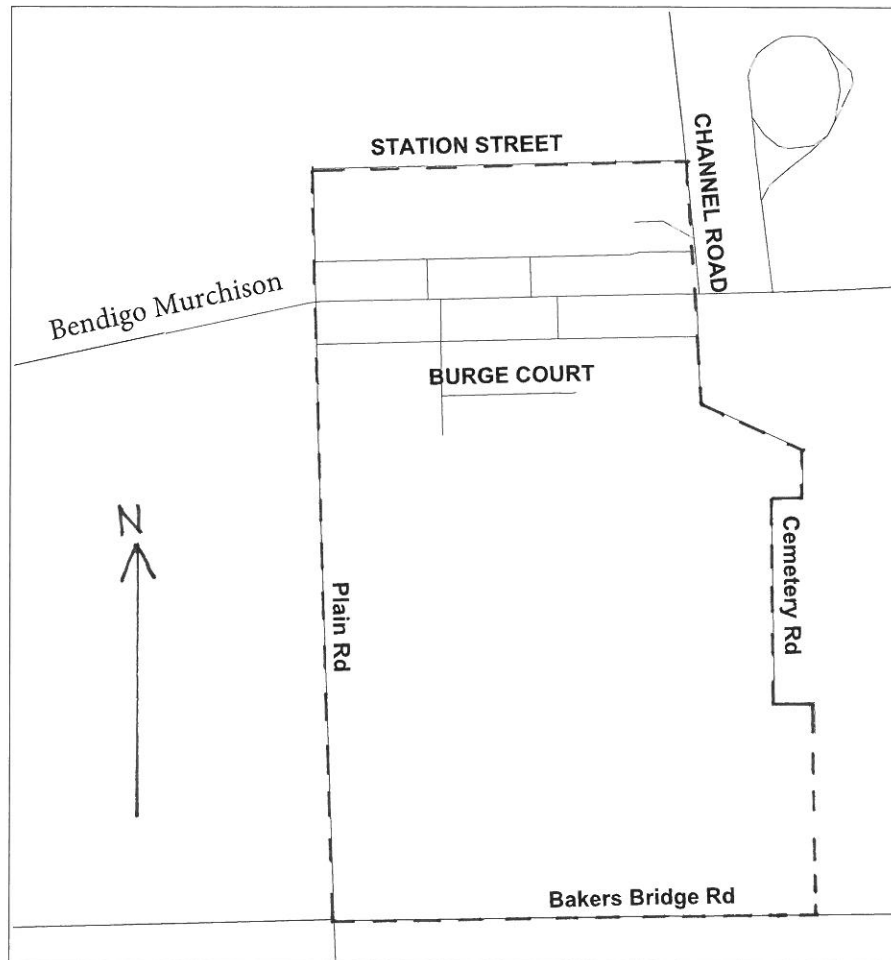 STATION STREET
CHANNEL ROAD
Bendigo Murchison
BURGE COURT
N
Cemetery Rd
Plain Rd
Bakers Bridge Rd